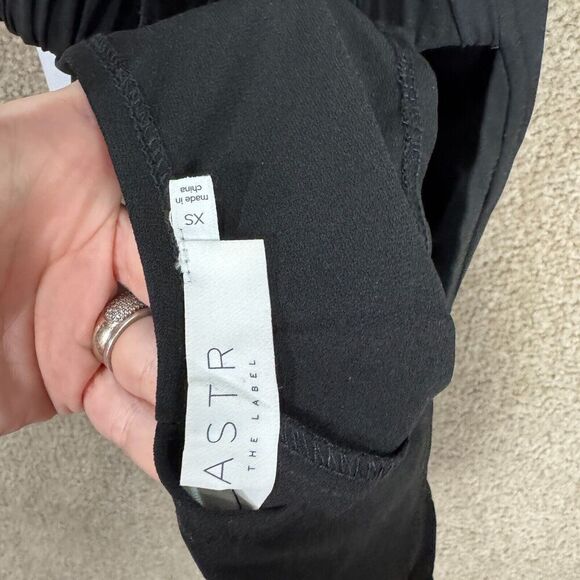 ASTR
THE LABEL
XS
made in
china